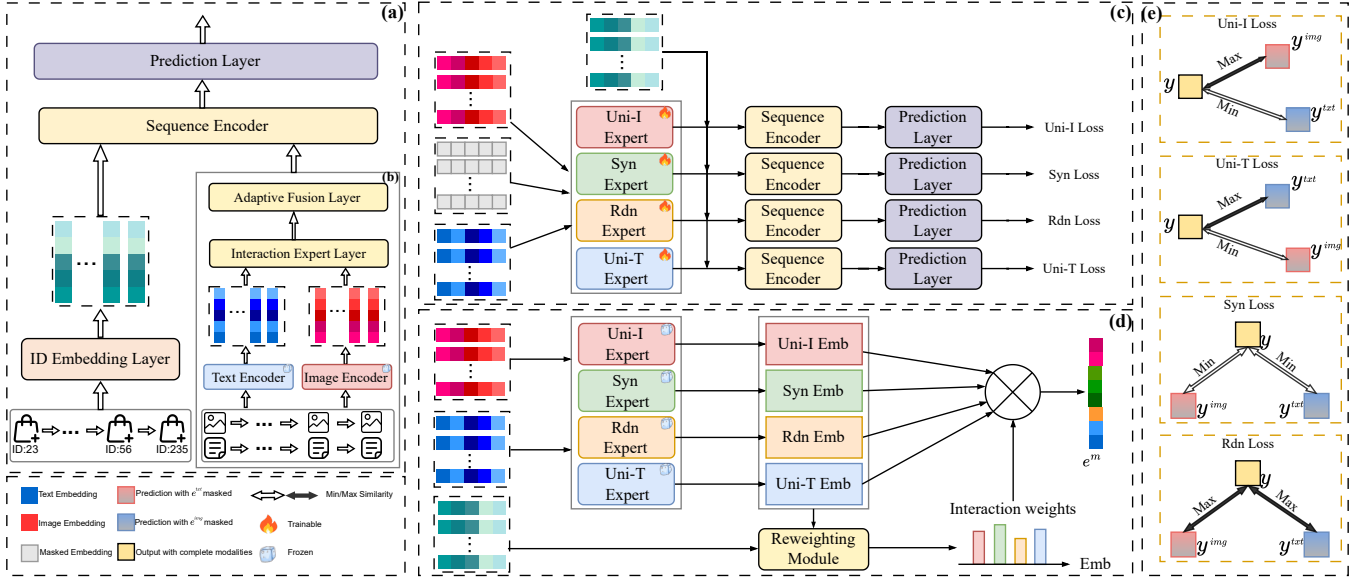 (a)
Prediction Layer
Sequence Encoder
(b)
Adaptive Fusion Layer
Interaction Expert Layer
...
...
...
ID Embedding Layer
Text Encoder
Image Encoder
...
...
...
ID:23
ID:56
ID:235
Text Embedding
Prediction with e^txt masked
Min/Max Similarity
Image Embedding
Prediction with e^img masked
Trainable
Masked Embedding
Output with complete modalities
Frozen
(c)
Uni-I Expert
Sequence Encoder
Prediction Layer
Uni-I Loss
Syn Expert
Sequence Encoder
Prediction Layer
Syn Loss
Rdn Expert
Sequence Encoder
Prediction Layer
Rdn Loss
Uni-T Expert
Sequence Encoder
Prediction Layer
Uni-T Loss
(d)
Uni-I Expert
Uni-I Emb
Syn Expert
Syn Emb
Rdn Expert
Rdn Emb
Uni-T Expert
Uni-T Emb
e^m
Interaction weights
Reweighting Module
Emb
(e)
Uni-I Loss
y^img
Max
y
Min
y^txt
Uni-T Loss
y^txt
Max
y
Min
y^img
Syn Loss
y
Min
Min
y^img
y^txt
Rdn Loss
y
Max
Max
y^img
y^txt